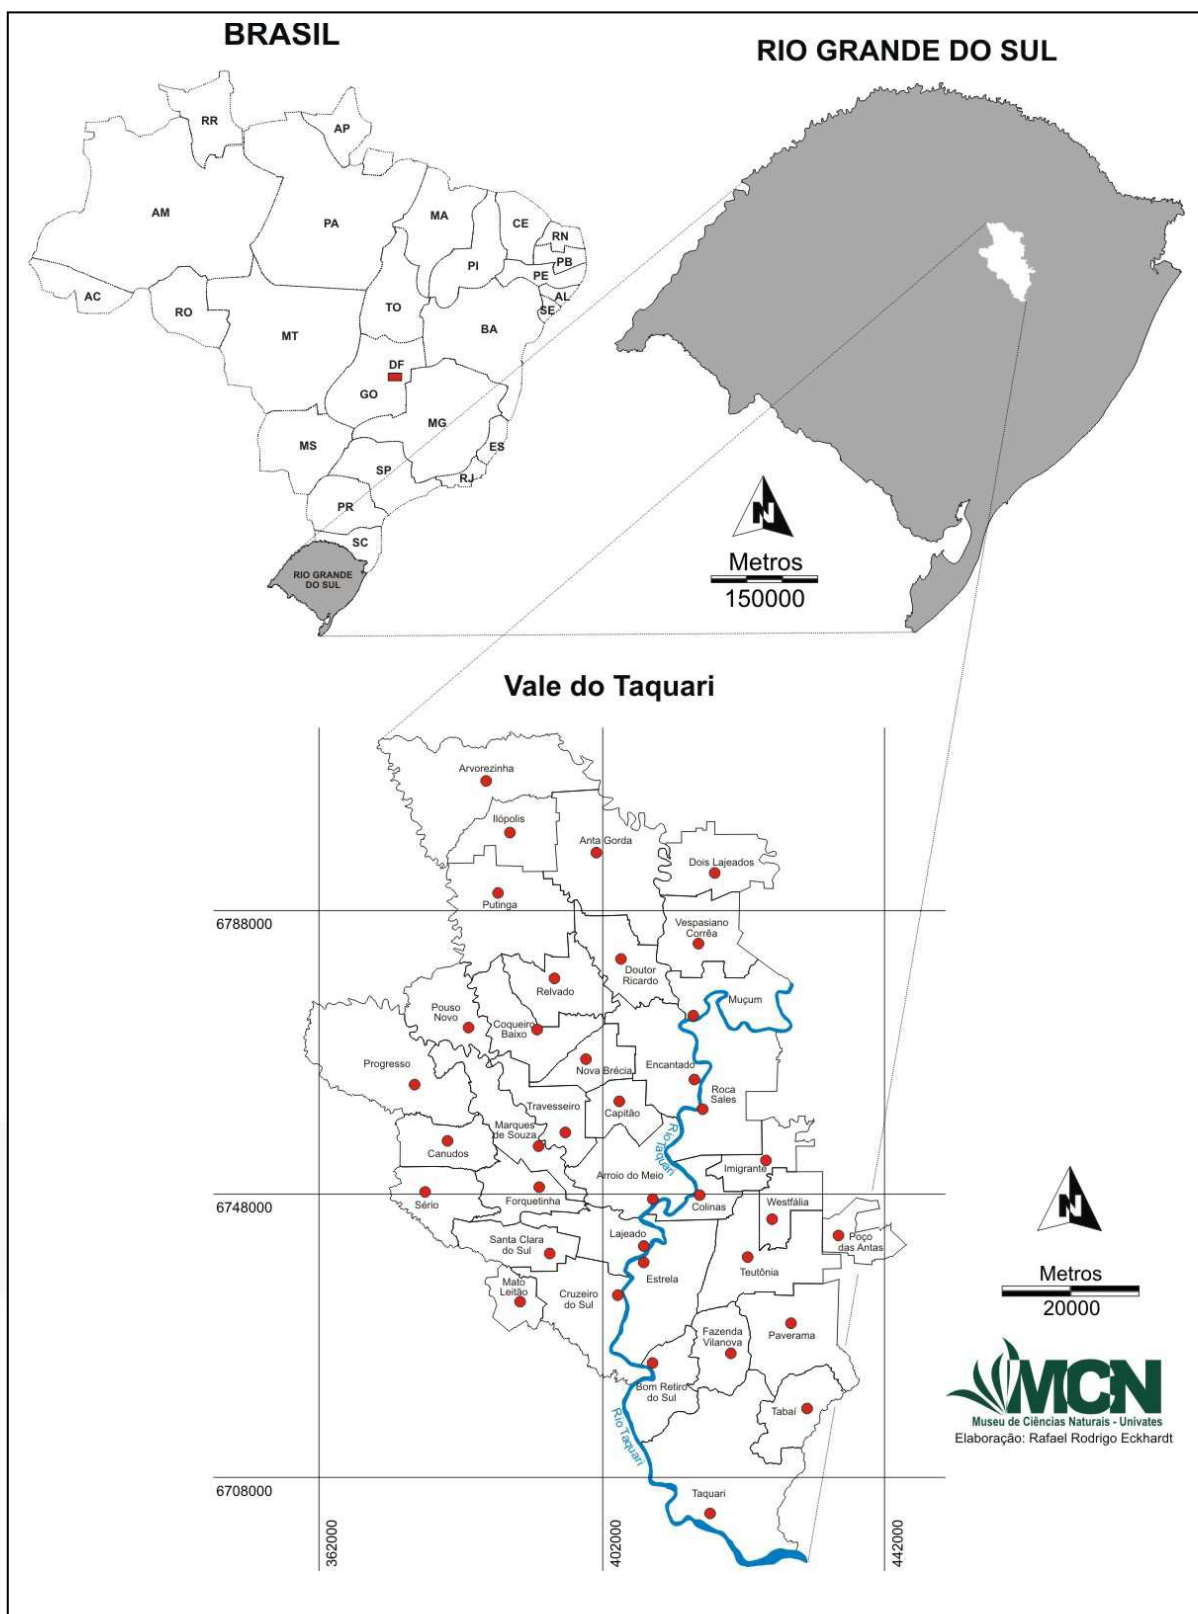 BRASIL
RIO GRANDE DO SUL
RR
AP
AM
PA
MA
CE
RN
PB
PI
PE
AL
SE
AC
RO
TO
MT
BA
DF
GO
MG
MS
ES
SP
RJ
PR
SC
RIO GRANDE
DO SUL
N
Metros
150000
Vale do Taquari
Arvorezinha
Ilópolis
Anta Gorda
Dois Lajeados
Putinga
6788000
Vespasiano
Corrêa
Doutor
Ricardo
Relvado
Muçum
Pouso
Novo
Coqueiro
Baixo
Progresso
Nova Brécia
Encantado
Roca
Sales
Travesseiro
Capitão
Marques
de Souza
Canudos
Rio Taquari
Imigrante
Arroio do Meio
6748000
Sério
Forquetinha
Colinas
Westfália
Lajeado
Poço
das Antas
Santa Clara
do Sul
Teutônia
Estrela
Mato
Leitão
Cruzeiro
do Sul
Fazenda
Vilanova
Paverama
Bom Retiro
do Sul
Tabaí
Rio Taquari
6708000
Taquari
362000
402000
442000
N
Metros
20000
MCN
Museu de Ciências Naturais - Univates
Elaboração: Rafael Rodrigo Eckhardt